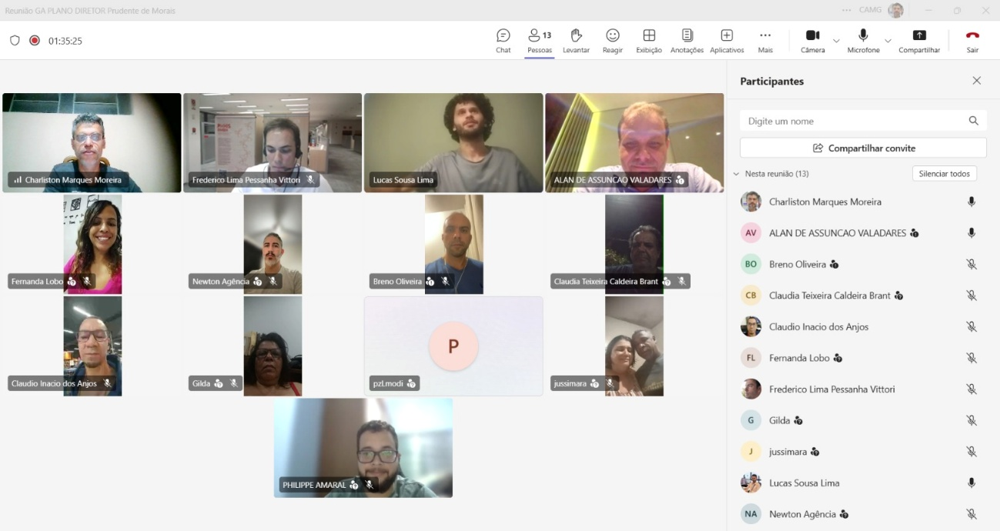 Reunião GA PLANO DIRETOR Prudente de Morais
CAMG
01:35:25
Chat
13
Pessoas
Levantar
Reagir
Exibição
Anotações
Aplicativos
Mais
Câmera
Microfone
Compartilhar
Sair
Charliston Marques Moreira
Frederico Lima Pessanha Vittori
Lucas Sousa Lima
ALAN DE ASSUNCAO VALADARES
Fernanda Lobo
Newton Agência
Breno Oliveira
Claudia Teixeira Caldeira Brant
Claudio Inacio dos Anjos
Gilda
P
pzLmodi
jussimara
PHILIPPE AMARAL
Participantes
Digite um nome
Compartilhar convite
Nesta reunião (13)
Silenciar todos
Charliston Marques Moreira
AV ALAN DE ASSUNCAO VALADARES
BO Breno Oliveira
CB Claudia Teixeira Caldeira Brant
Claudio Inacio dos Anjos
FL Fernanda Lobo
Frederico Lima Pessanha Vittori
G Gilda
J jussimara
Lucas Sousa Lima
NA Newton Agência